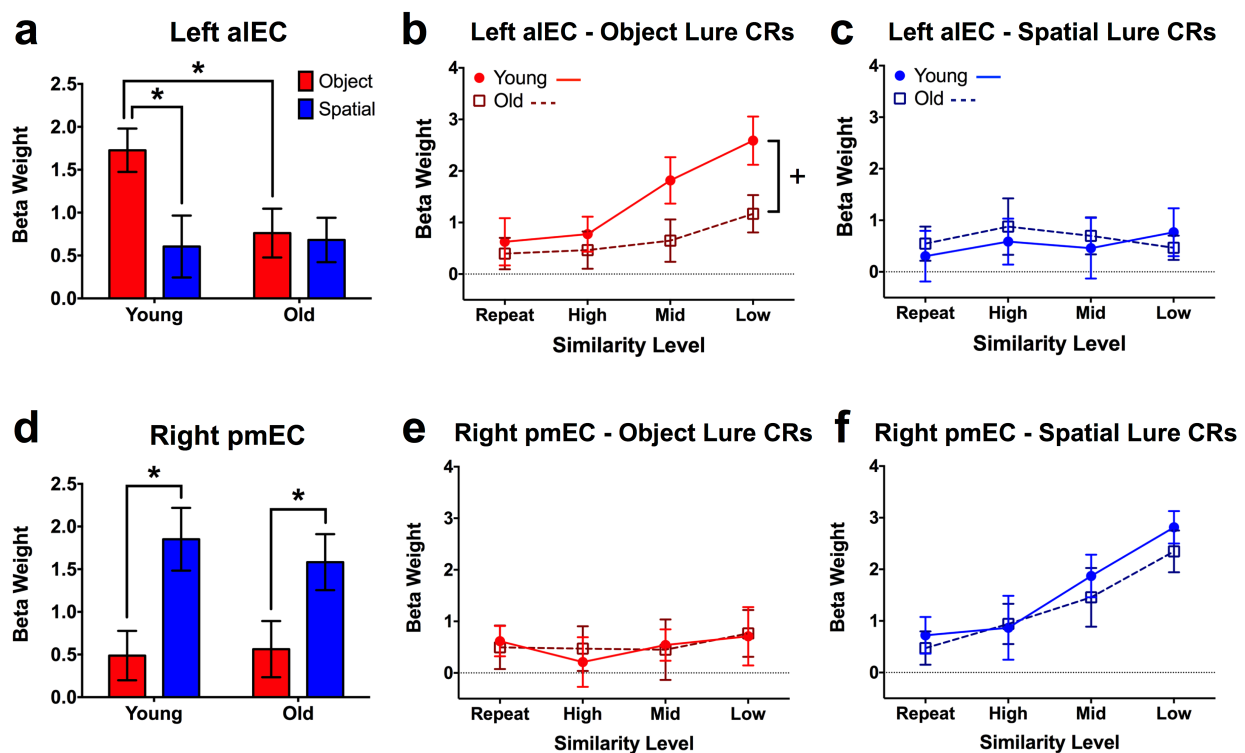 a
Left alEC
Beta Weight
2.5
2.0
1.5
1.0
0.5
0.0
*
*
Object
Spatial
Young
Old
b
Left alEC - Object Lure CRs
Beta Weight
4
3
2
1
0
Young
Old
+
Repeat
High
Mid
Low
Similarity Level
c
Left alEC - Spatial Lure CRs
Beta Weight
4
3
2
1
0
Young
Old
Repeat
High
Mid
Low
Similarity Level
d
Right pmEC
Beta Weight
2.5
2.0
1.5
1.0
0.5
0.0
*
*
Young
Old
e
Right pmEC - Object Lure CRs
Beta Weight
4
3
2
1
0
Repeat
High
Mid
Low
Similarity Level
f
Right pmEC - Spatial Lure CRs
Beta Weight
4
3
2
1
0
Repeat
High
Mid
Low
Similarity Level